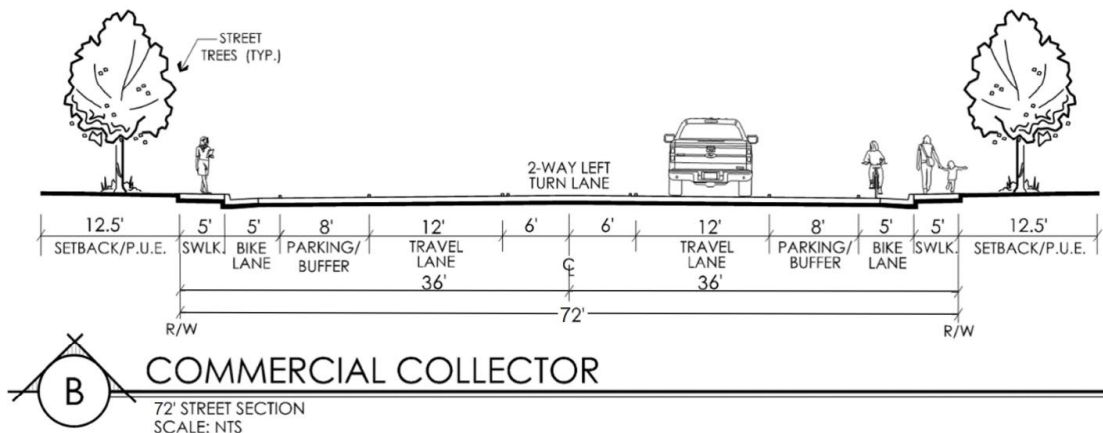 STREET
TREES (TYP.)
2-WAY LEFT
TURN LANE
12.5' 5' 5' 8' 12' 6' 6' 12' 8' 5' 5' 12.5'
SETBACK/P.U.E. SWLK. BIKE LANE PARKING/ BUFFER TRAVEL LANE TRAVEL LANE PARKING/ BUFFER BIKE LANE SWLK. SETBACK/P.U.E.
℄
36' 36'
72'
R/W R/W
B
COMMERCIAL COLLECTOR
72' STREET SECTION
SCALE: NTS